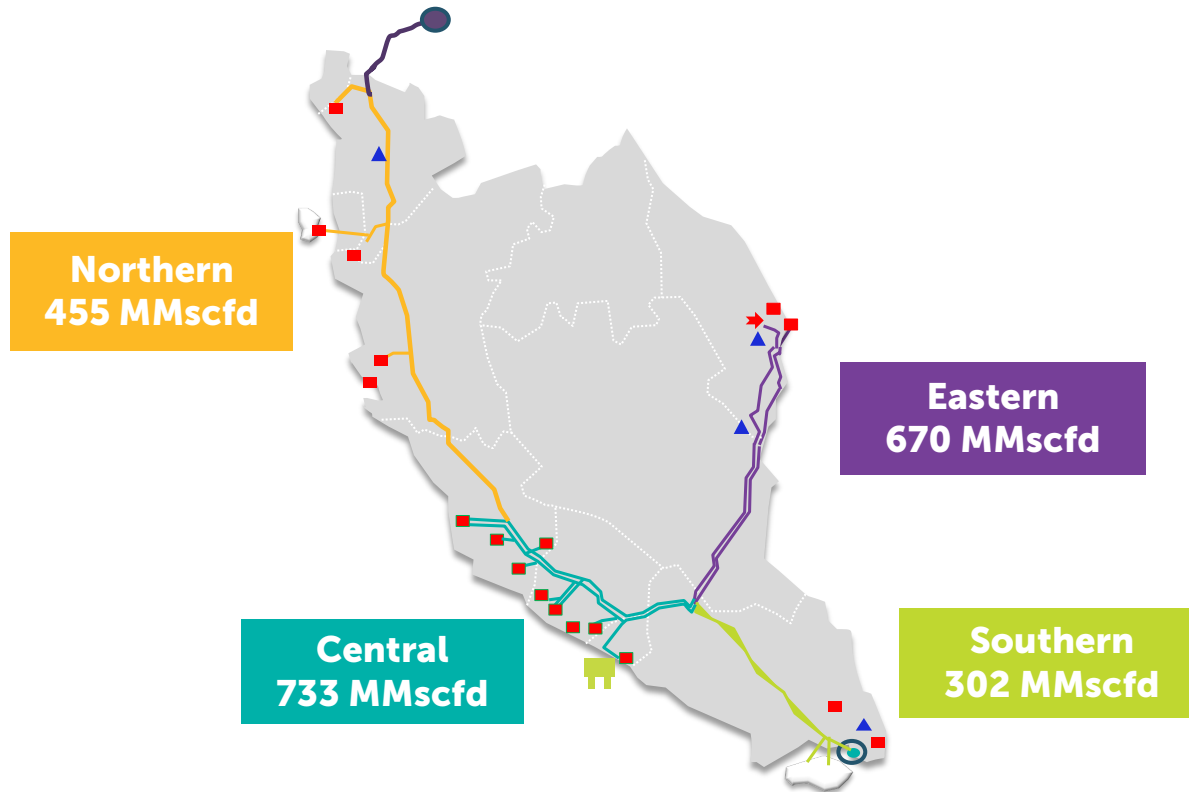 Northern
455 MMscfd
Eastern
670 MMscfd
Central
733 MMscfd
Southern
302 MMscfd